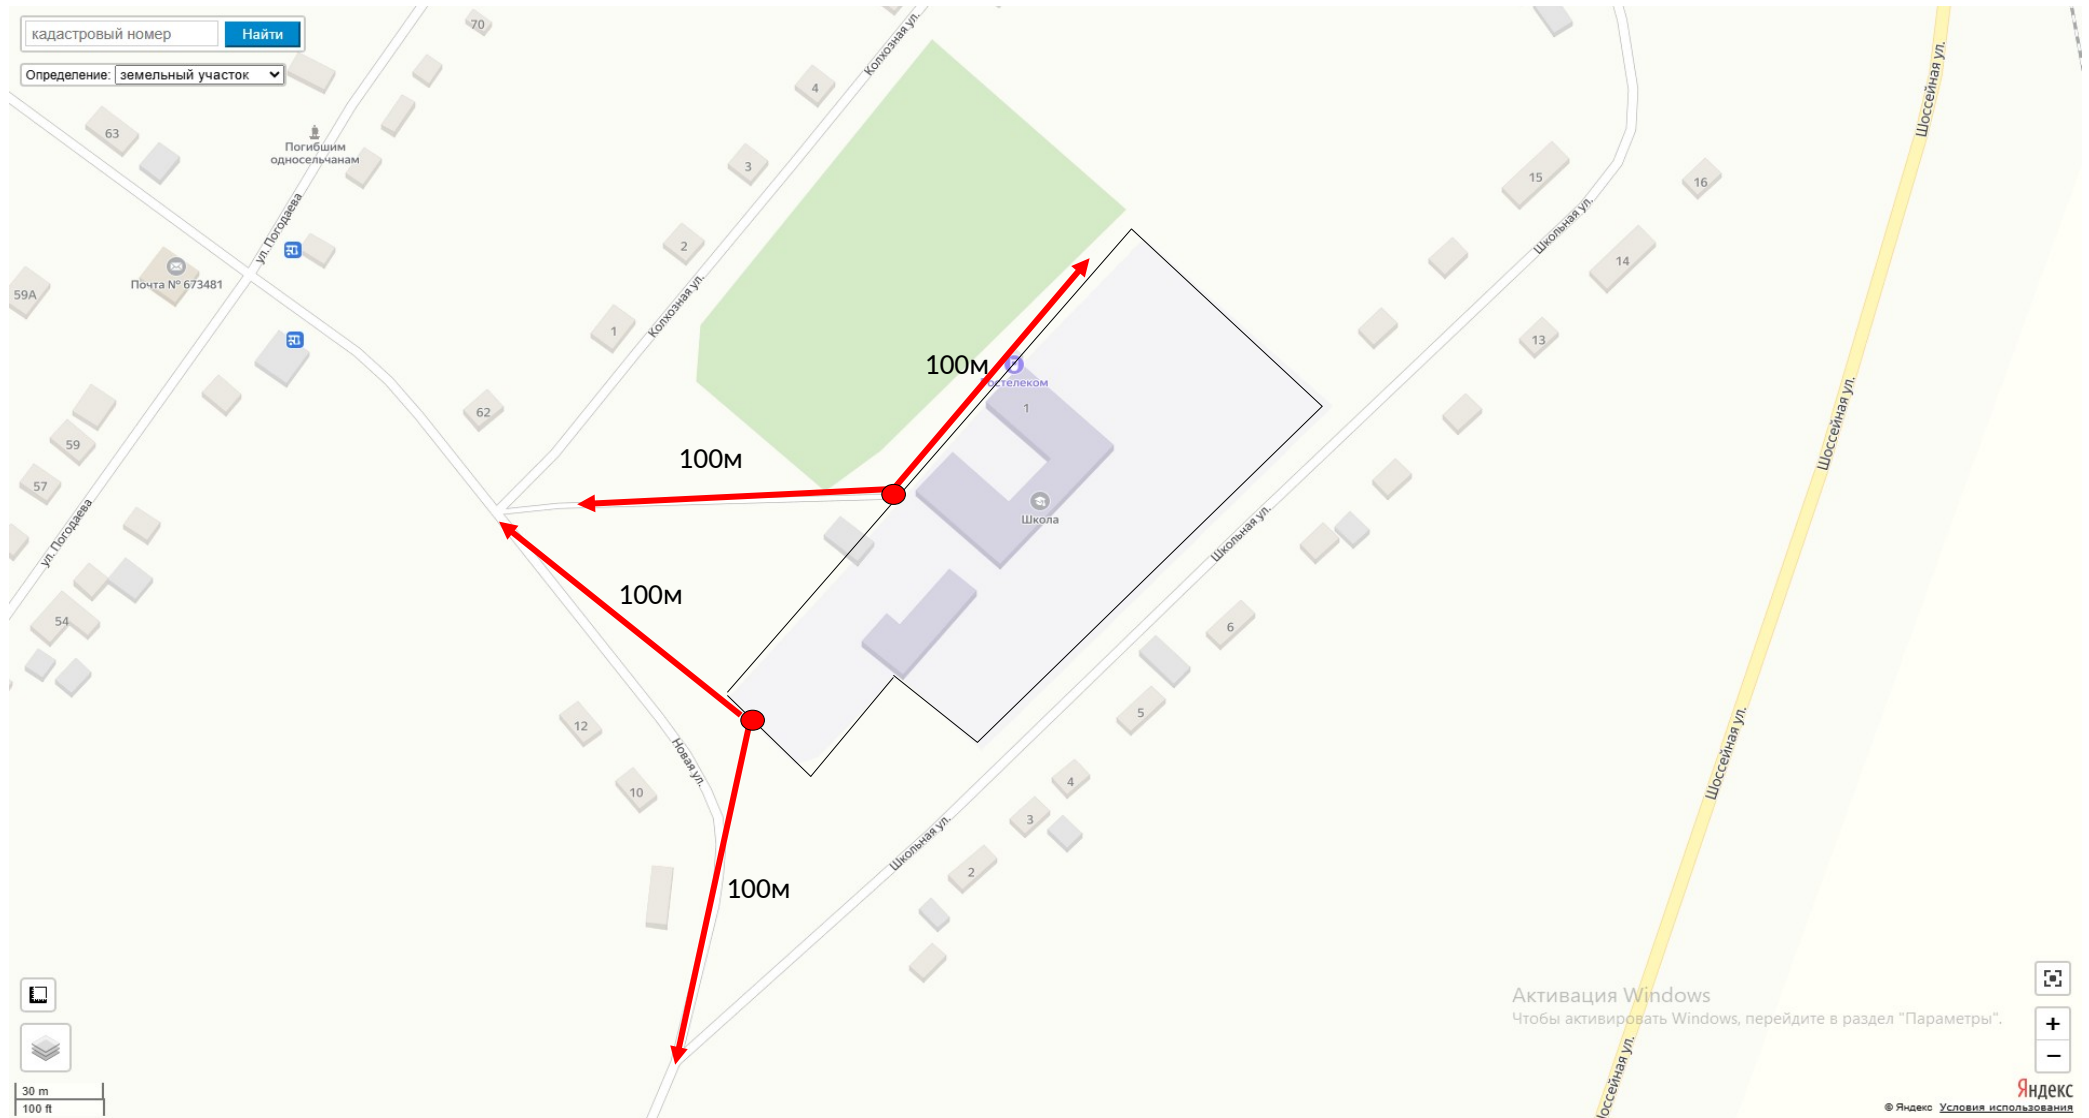 кадастровый номер
Найти
Определение: земельный участок
70
Колхозная ул.
4
63
Погибшим
односельчанам
3
ул. Погодаева
2
Почта № 673481
59А
1
Колхозная ул.
62
59
57
ул. Погодаева
54
12
10
Новая ул.
100м
100м
100м
100м
остелеком
1
Школа
15
16
Школьная ул.
14
13
Школьная ул.
6
5
4
3
2
Школьная ул.
Шоссейная ул.
Шоссейная ул.
Шоссейная ул.
Шоссейная ул.
Активация Windows
Чтобы активировать Windows, перейдите в раздел "Параметры".
+
−
30 m
100 ft
Яндекс
© Яндекс Условия использования